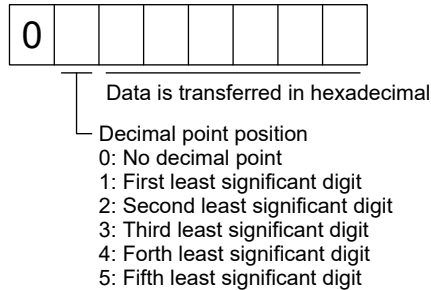 0
Data is transferred in hexadecimal
Decimal point position
0: No decimal point
1: First least significant digit
2: Second least significant digit
3: Third least significant digit
4: Forth least significant digit
5: Fifth least significant digit